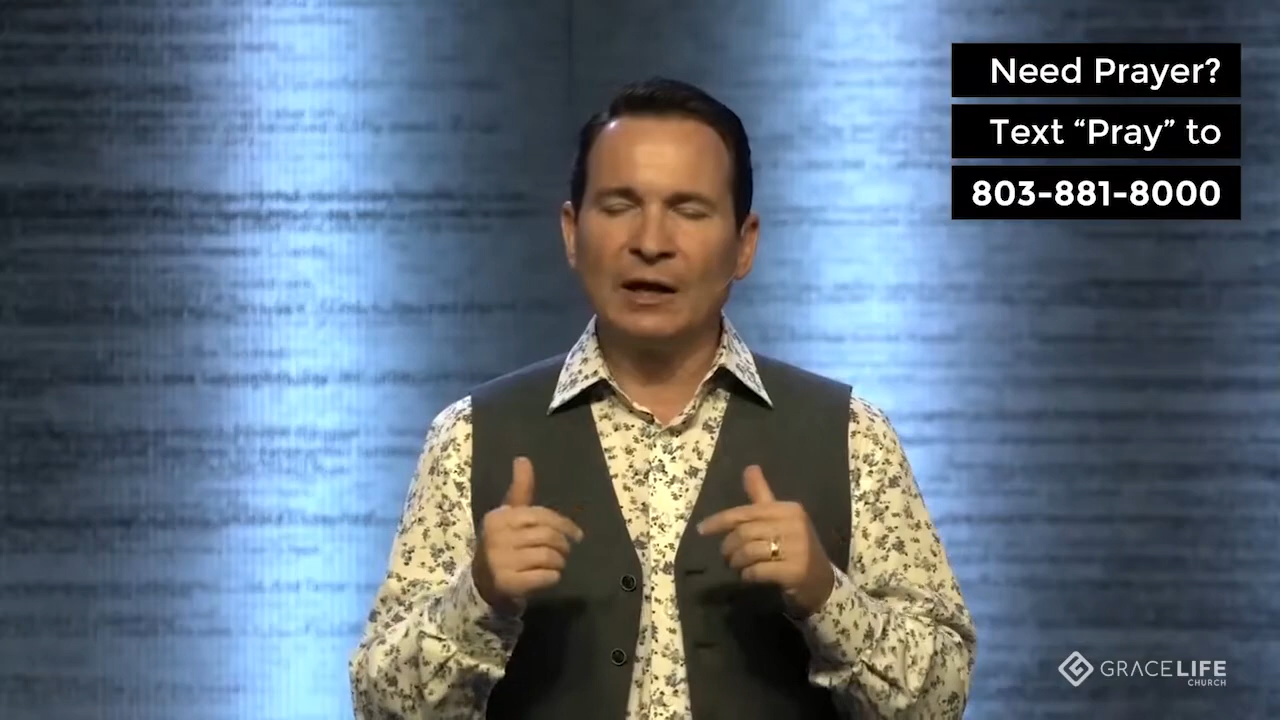 Need Prayer?
Text “Pray” to
803-881-8000
GRACELIFE
CHURCH